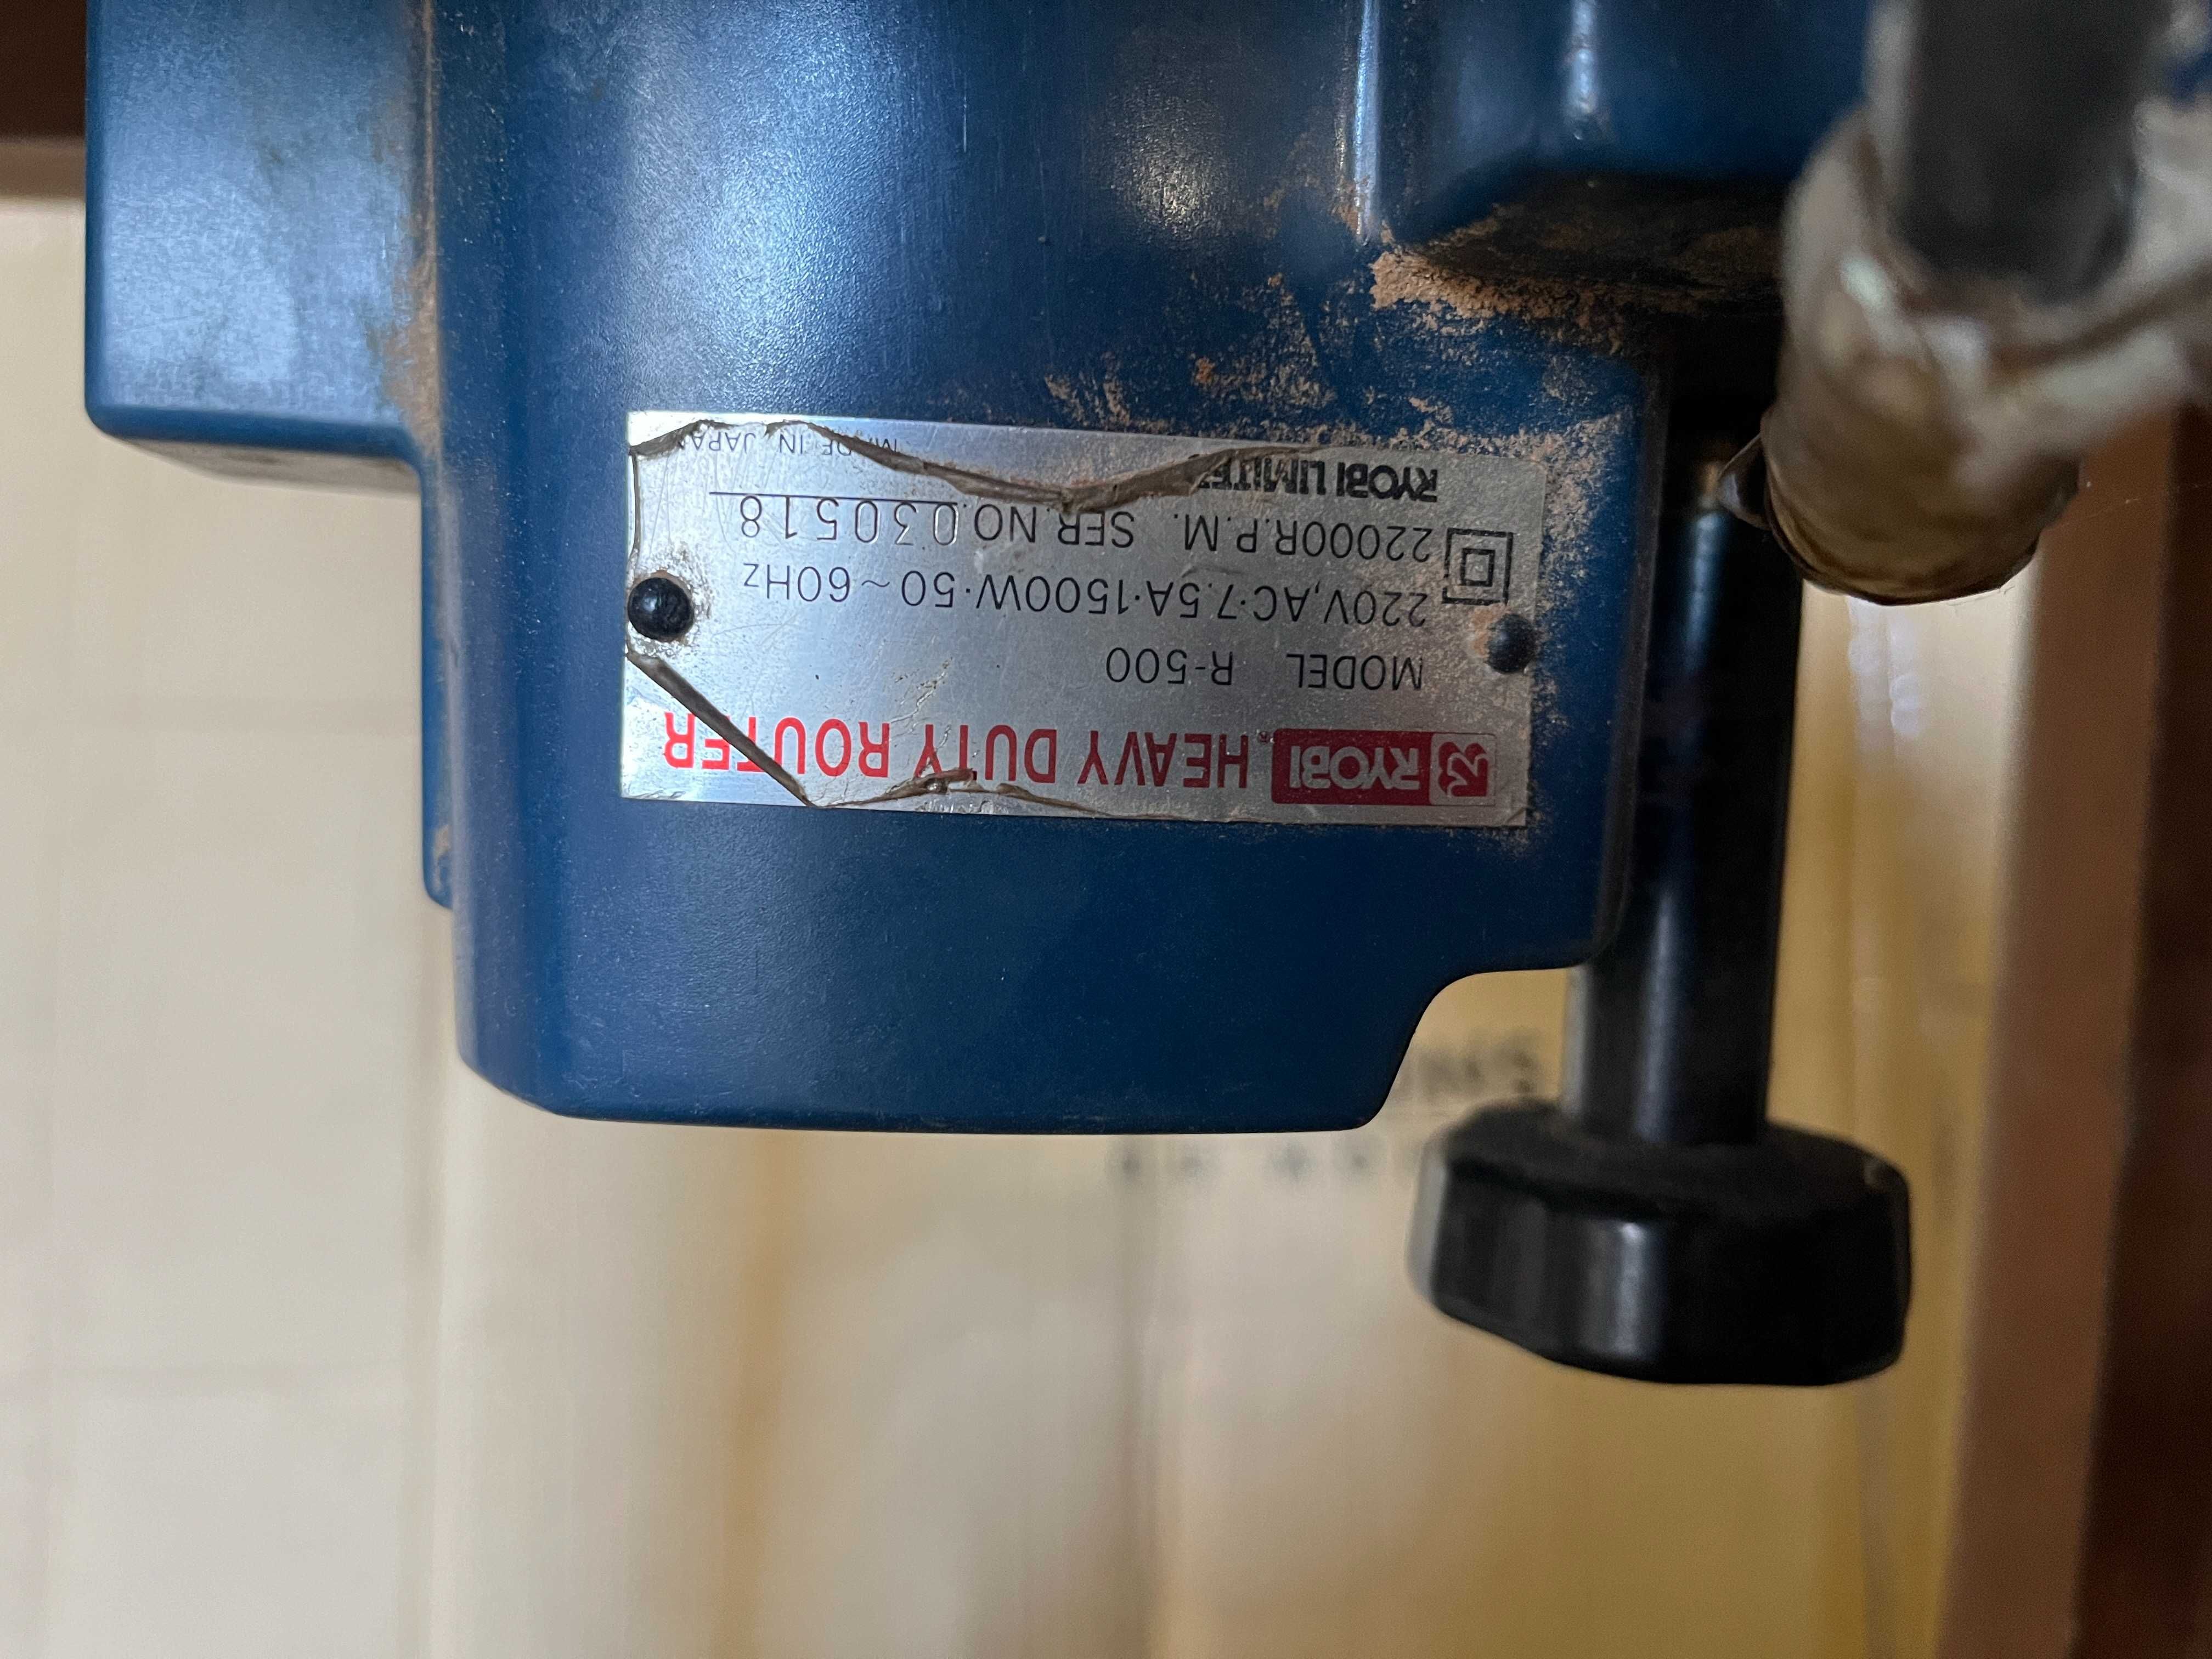 RYOBI® HEAVY DUTY ROUTER
MODEL R-500
220V,AC·7.5A·1500W·50~60Hz
22000R.P.M. SER.NO.030518
RYOBI LIMITED
MADE IN JAPAN